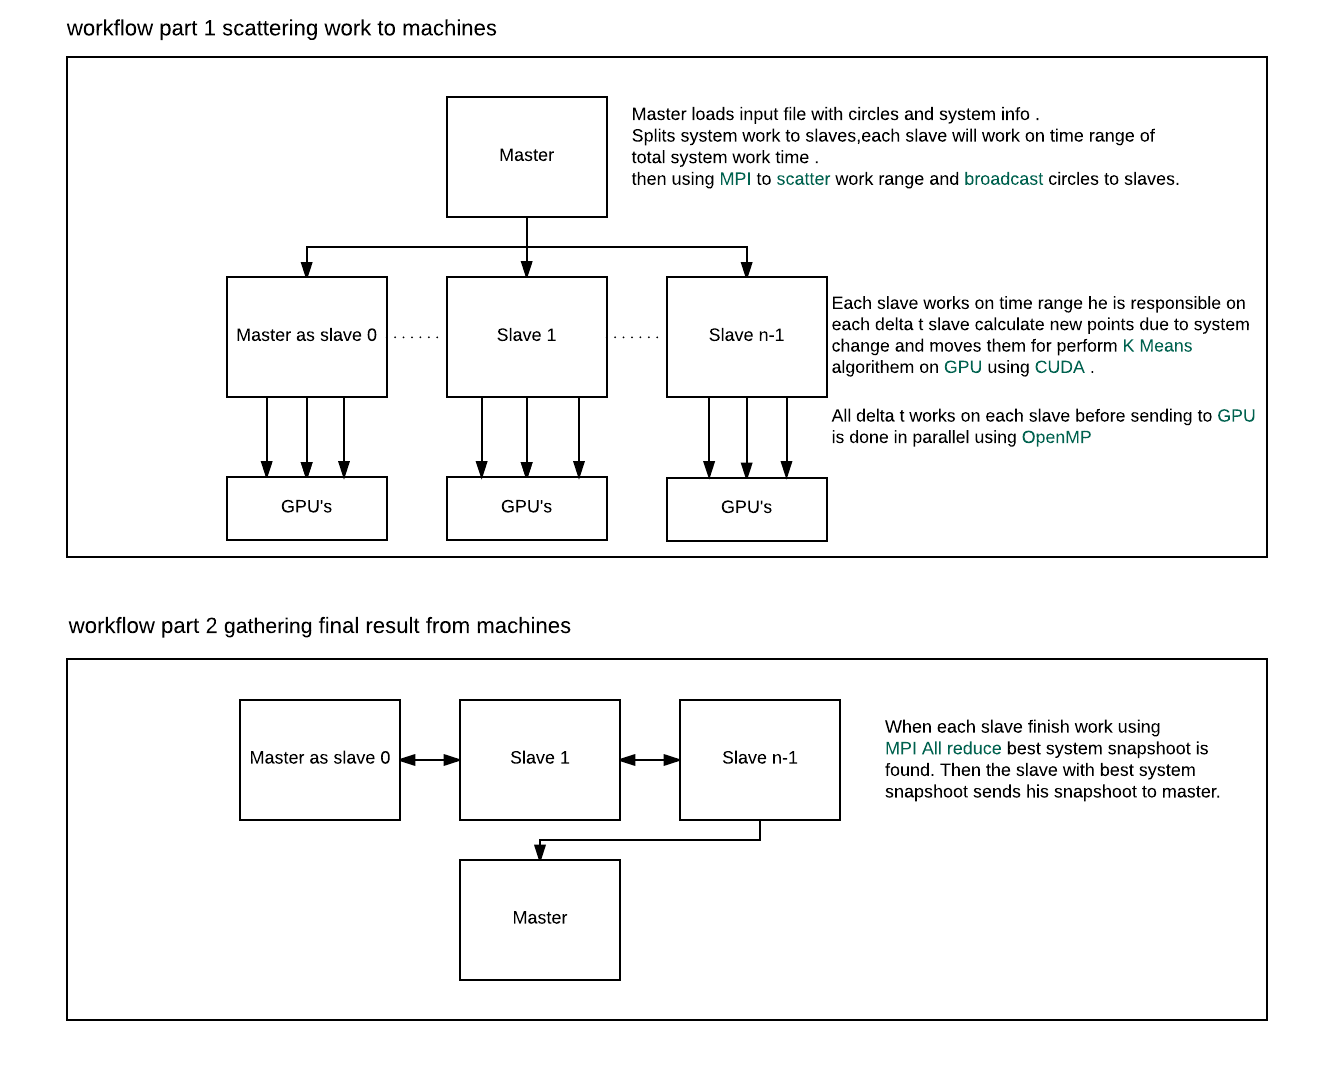 workflow part 1 scattering work to machines
Master
Master loads input file with circles and system info .
Splits system work to slaves,each slave will work on time range of
total system work time .
then using MPI to scatter work range and broadcast circles to slaves.
Master as slave 0
......
Slave 1
......
Slave n-1
Each slave works on time range he is responsible on
each delta t slave calculate new points due to system
change and moves them for perform K Means
algorithem on GPU using CUDA .
All delta t works on each slave before sending to GPU
is done in parallel using OpenMP
GPU's
GPU's
GPU's
workflow part 2 gathering final result from machines
Master as slave 0
Slave 1
Slave n-1
When each slave finish work using
MPI All reduce best system snapshoot is
found. Then the slave with best system
snapshoot sends his snapshoot to master.
Master